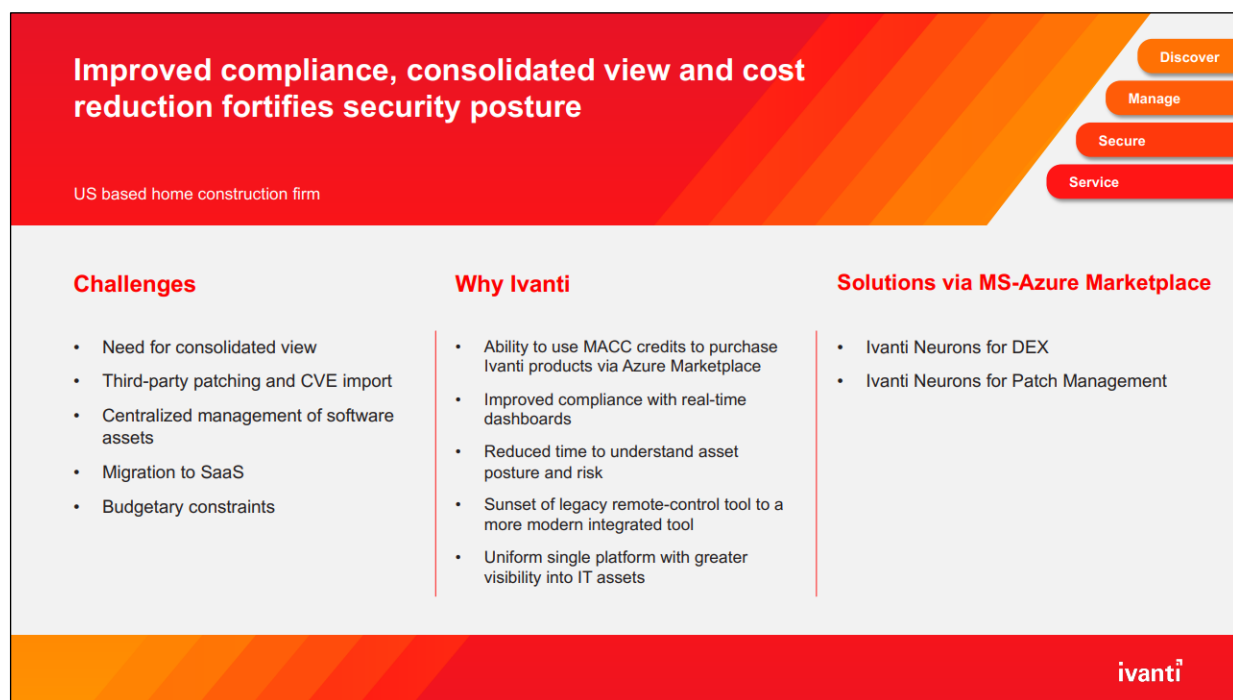 Improved compliance, consolidated view and cost
reduction fortifies security posture
US based home construction firm
Discover
Manage
Secure
Service
Challenges
• Need for consolidated view
• Third-party patching and CVE import
• Centralized management of software
assets
• Migration to SaaS
• Budgetary constraints
Why Ivanti
• Ability to use MACC credits to purchase
Ivanti products via Azure Marketplace
• Improved compliance with real-time
dashboards
• Reduced time to understand asset
posture and risk
• Sunset of legacy remote-control tool to a
more modern integrated tool
• Uniform single platform with greater
visibility into IT assets
Solutions via MS-Azure Marketplace
• Ivanti Neurons for DEX
• Ivanti Neurons for Patch Management
ivanti